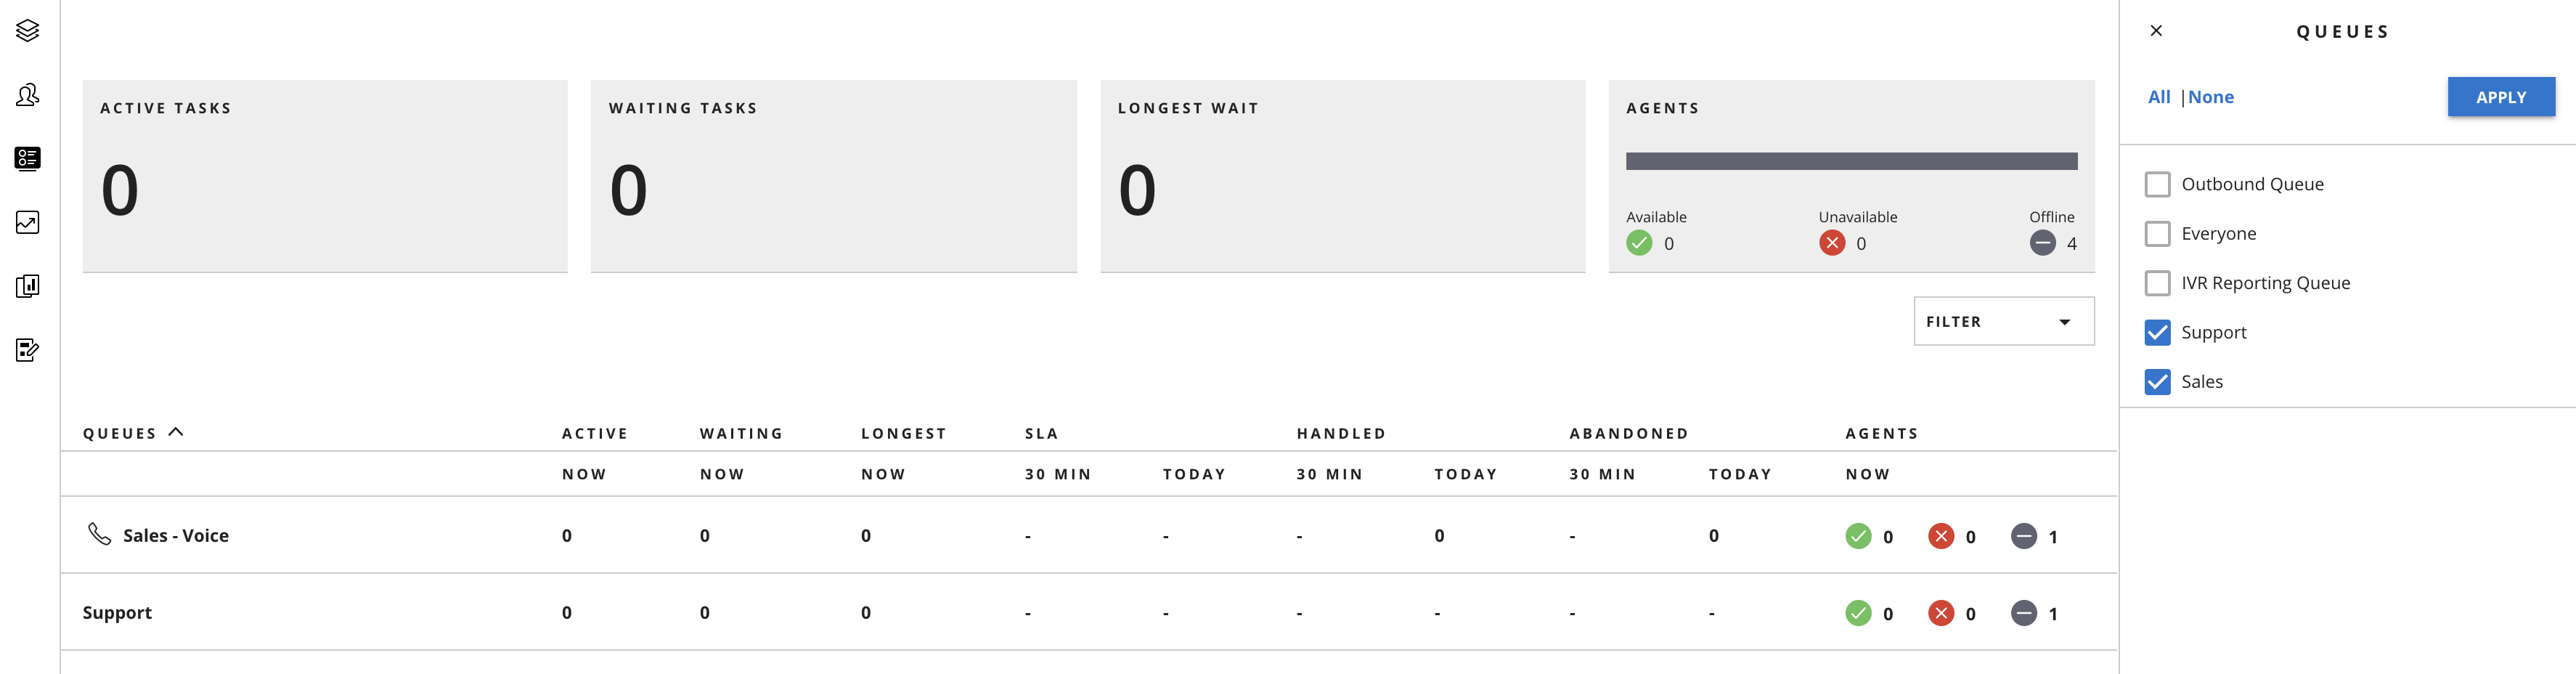 QUEUES
All | None
APPLY
ACTIVE TASKS
0
WAITING TASKS
0
LONGEST WAIT
0
AGENTS
Available
0
Unavailable
0
Offline
4
FILTER
Outbound Queue
Everyone
IVR Reporting Queue
Support
Sales
QUEUES ACTIVE WAITING LONGEST SLA HANDLED ABANDONED AGENTS
NOW NOW NOW 30 MIN TODAY 30 MIN TODAY 30 MIN TODAY NOW
Sales - Voice 0 0 0 - - - 0 - 0 0 0 1
Support 0 0 0 - - - - - - 0 0 1